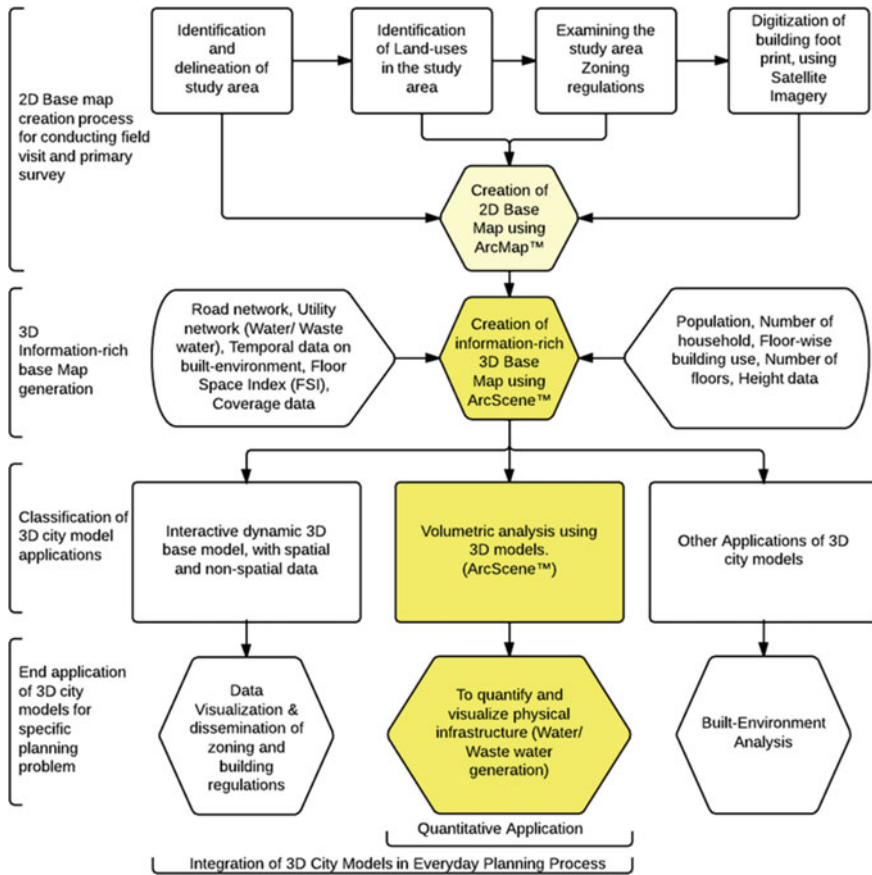 2D Base map
creation process
for conducting field
visit and primary
survey
Identification
and
delineation of
study area
Identification
of Land-uses
in the study
area
Examining the
study area
Zoning
regulations
Digitization of
building foot
print, using
Satellite
Imagery
Creation of
2D Base
Map using
ArcMap™
3D
Information-rich
base Map
generation
Road network, Utility
network (Water/ Waste
water), Temporal data on
built-environment, Floor
Space Index (FSI),
Coverage data
Creation of
information-rich
3D Base
Map using
ArcScene™
Population, Number of
household, Floor-wise
building use, Number of
floors, Height data
Classification of
3D city model
applications
Interactive dynamic 3D
base model, with spatial
and non-spatial data
Volumetric analysis using
3D models.
(ArcScene™)
Other Applications of 3D
city models
End application
of 3D city
models for
specific
planning
problem
Data
Visualization &
dissemination of
zoning and
building
regulations
To quantify and
visualize physical
infrastructure (Water/
Waste water
generation)
Built-Environment
Analysis
Quantitative Application
Integration of 3D City Models in Everyday Planning Process